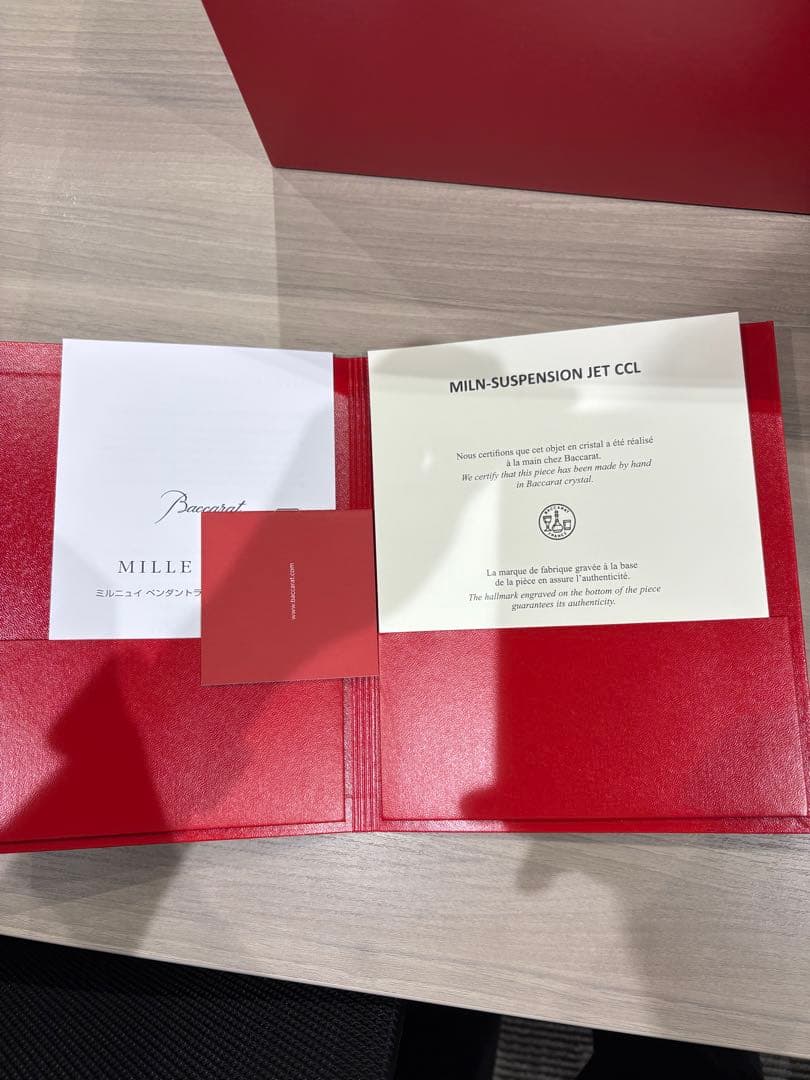 Baccarat
MILLE
ミルニュイ ペンダントラ
www.baccarat.com
MILN-SUSPENSION JET CCL
Nous certifions que cet objet en cristal a été réalisé
à la main chez Baccarat.
We certify that this piece has been made by hand
in Baccarat crystal.
BACCARAT
FRANCE
La marque de fabrique gravée à la base
de la pièce en assure l'authenticité.
The hallmark engraved on the bottom of the piece
guarantees its authenticity.